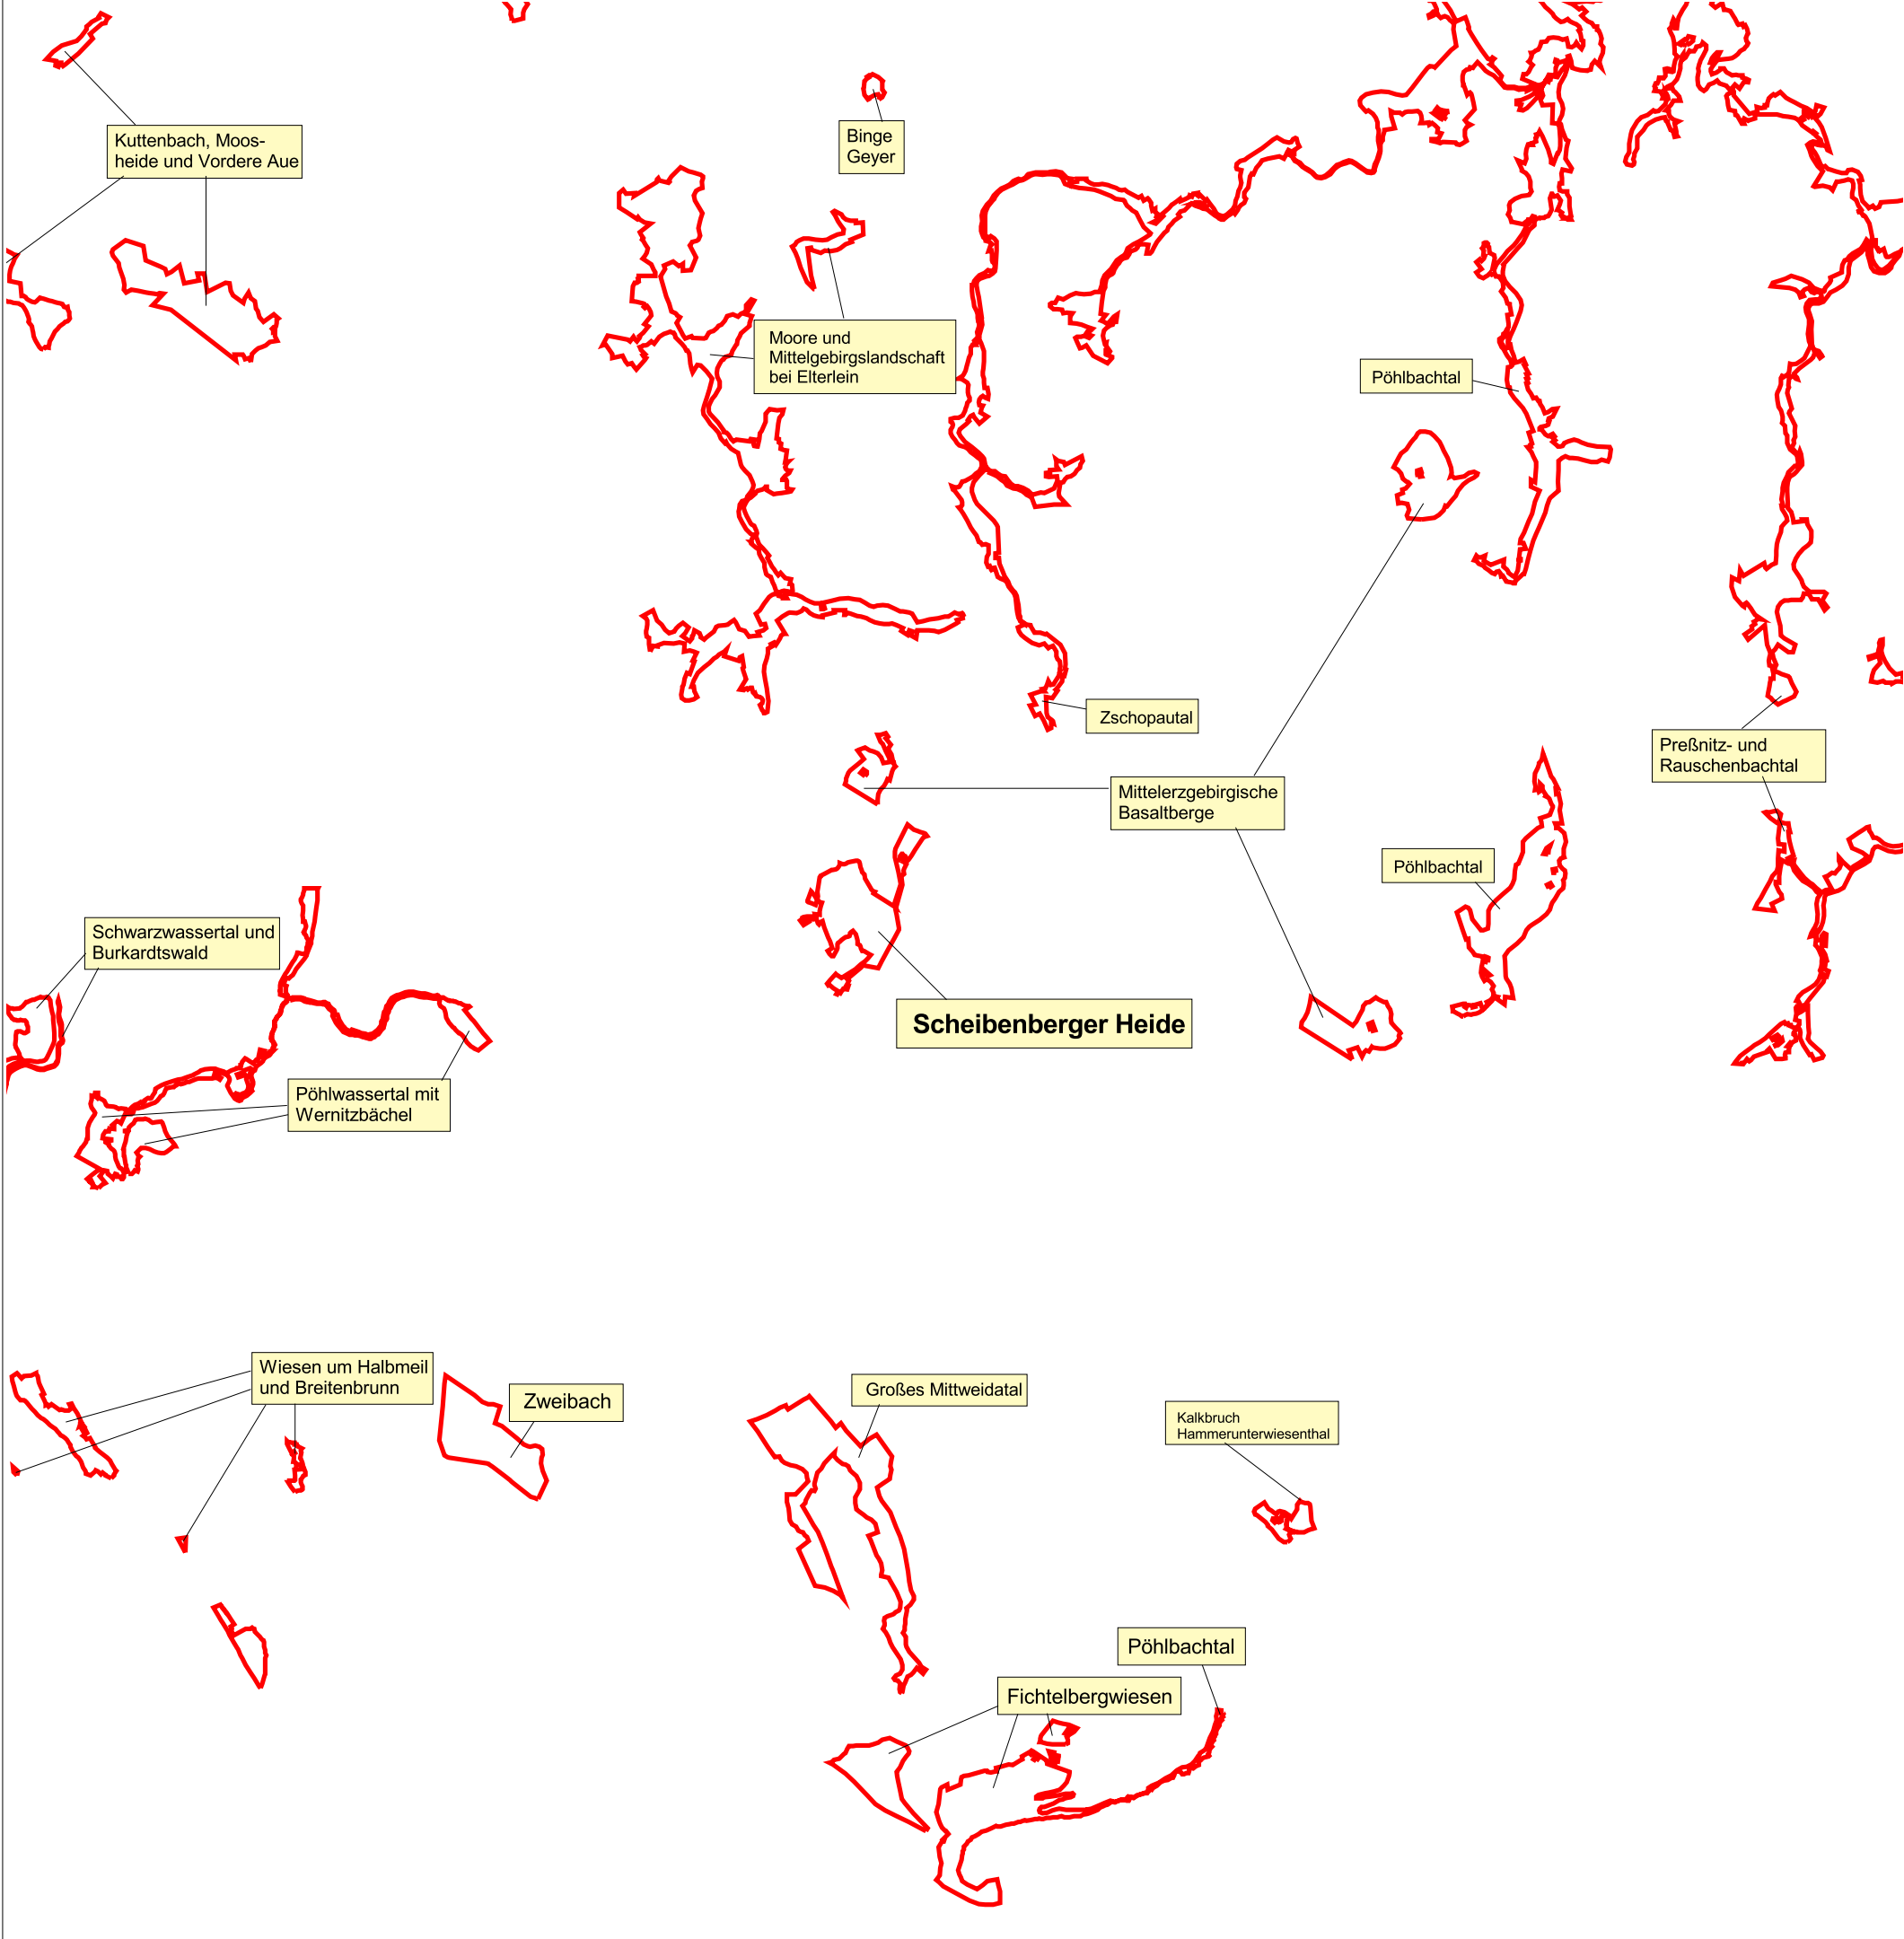 Kuttenbach, Moos-
heide und Vordere Aue
Binge
Geyer
Moore und
Mittelgebirgslandschaft
bei Elterlein
Pöhlbachtal
Zschopautal
Preßnitz- und
Rauschenbachtal
Mittelerzgebirgische
Basaltberge
Pöhlbachtal
Schwarzwassertal und
Burkardtswald
Scheibenberger Heide
Pöhlwassertal mit
Wernitzbächel
Wiesen um Halbmeil
und Breitenbrunn
Zweibach
Großes Mittweidatal
Kalkbruch
Hammerunterwiesenthal
Pöhlbachtal
Fichtelbergwiesen